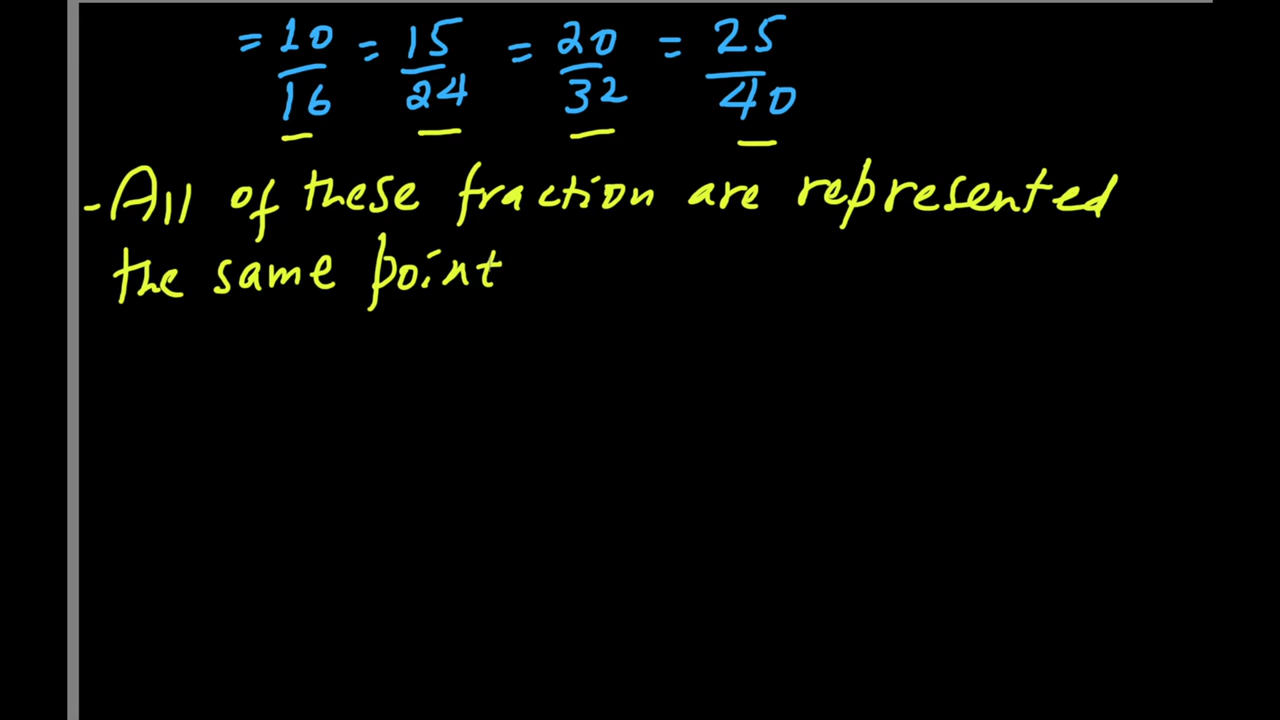 = 10/16 = 15/24 = 20/32 = 25/40
- All of these fraction are represented
the same point